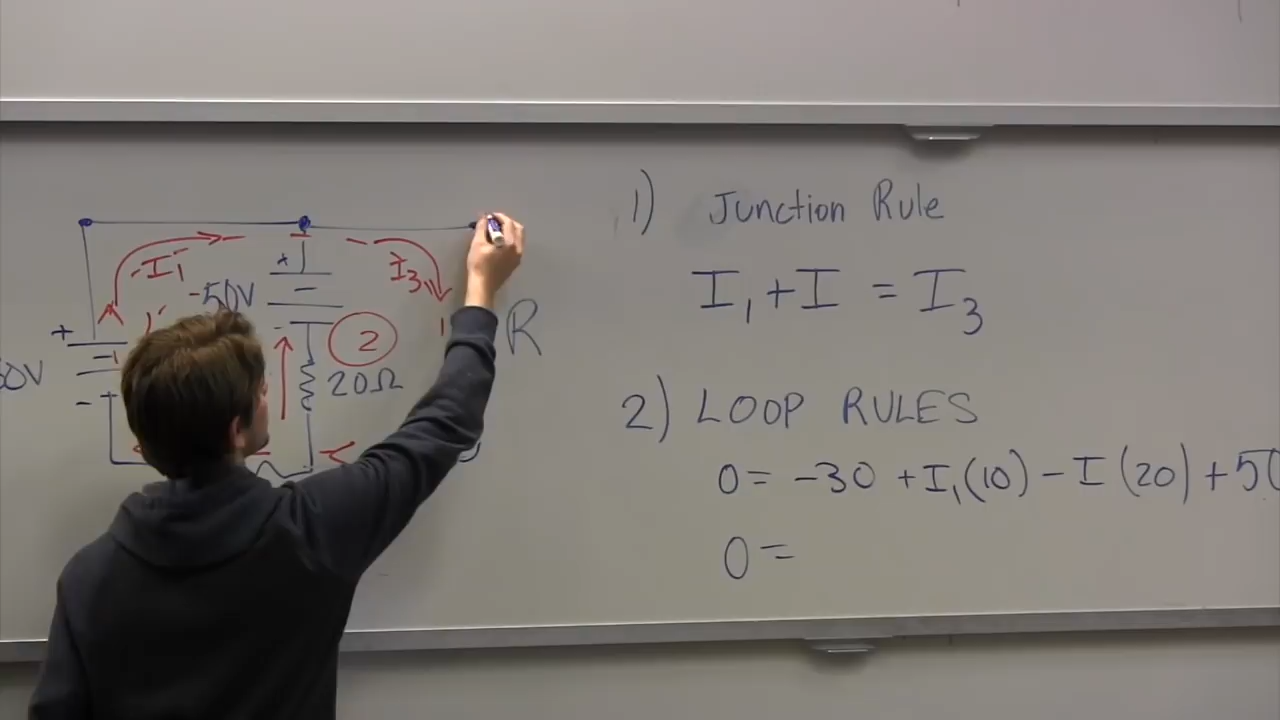 +
I₁
-50V
+
-
I₃
R
2
20Ω
-
1) Junction Rule
I₁ + I = I₃
2) LOOP RULES
0 = -30 + I₁(10) - I(20) + 50
0 =